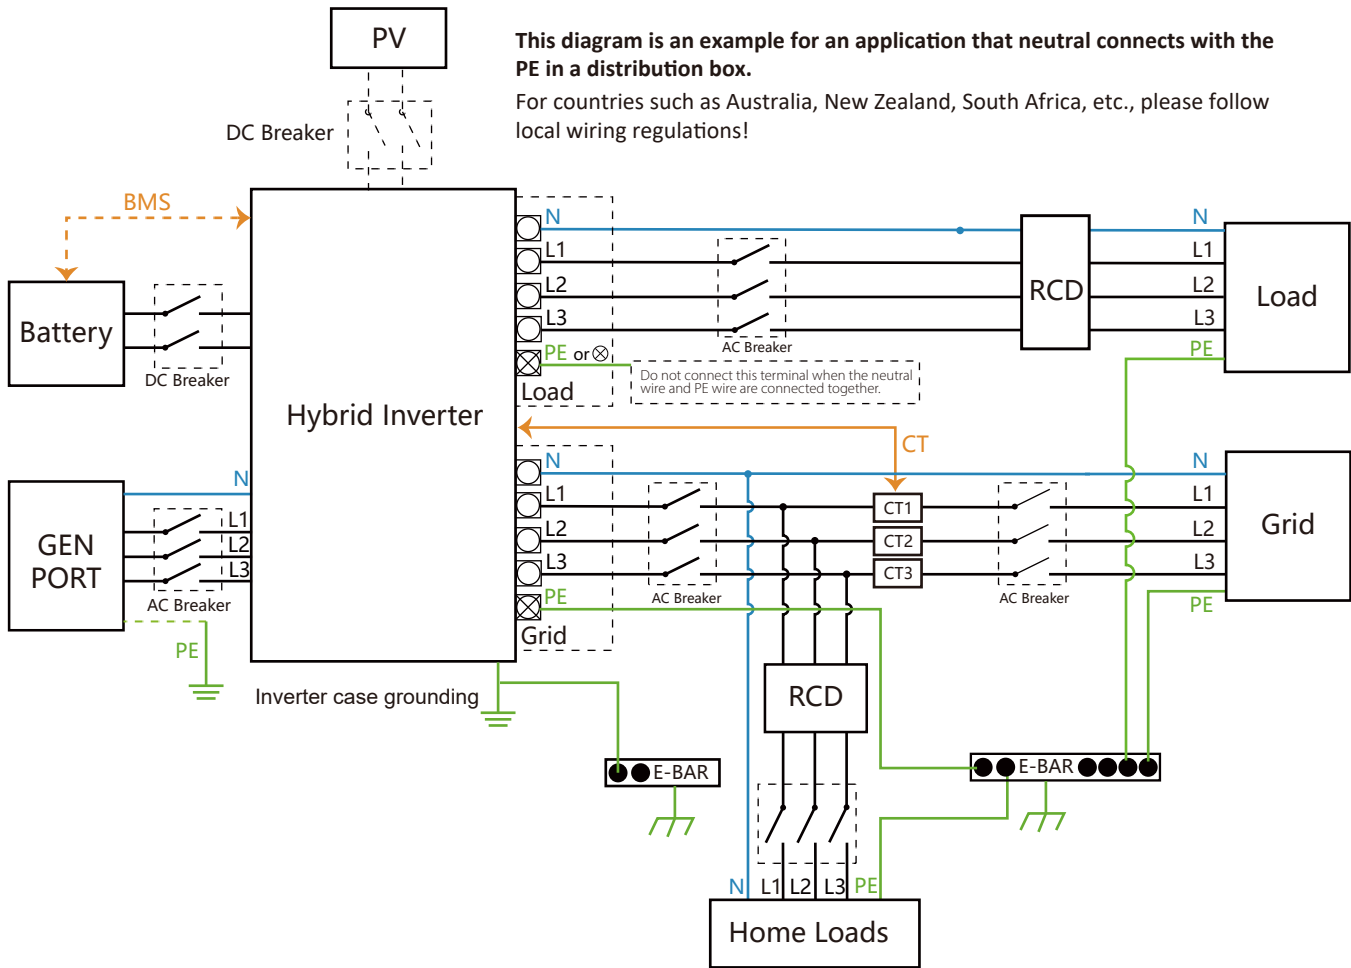 PV
This diagram is an example for an application that neutral connects with the
PE in a distribution box.
For countries such as Australia, New Zealand, South Africa, etc., please follow
local wiring regulations!
DC Breaker
BMS
Battery
DC Breaker
Hybrid Inverter
N
L1
L2
L3
PE or ⊗
Load
AC Breaker
Do not connect this terminal when the neutral
wire and PE wire are connected together.
RCD
N
L1
L2
L3
PE
Load
CT
GEN
PORT
N
L1
L2
L3
AC Breaker
PE
N
L1
L2
L3
PE
Grid
AC Breaker
CT1
CT2
CT3
AC Breaker
N
L1
L2
L3
PE
Grid
Inverter case grounding
RCD
E-BAR
E-BAR
N
L1
L2
L3
PE
Home Loads